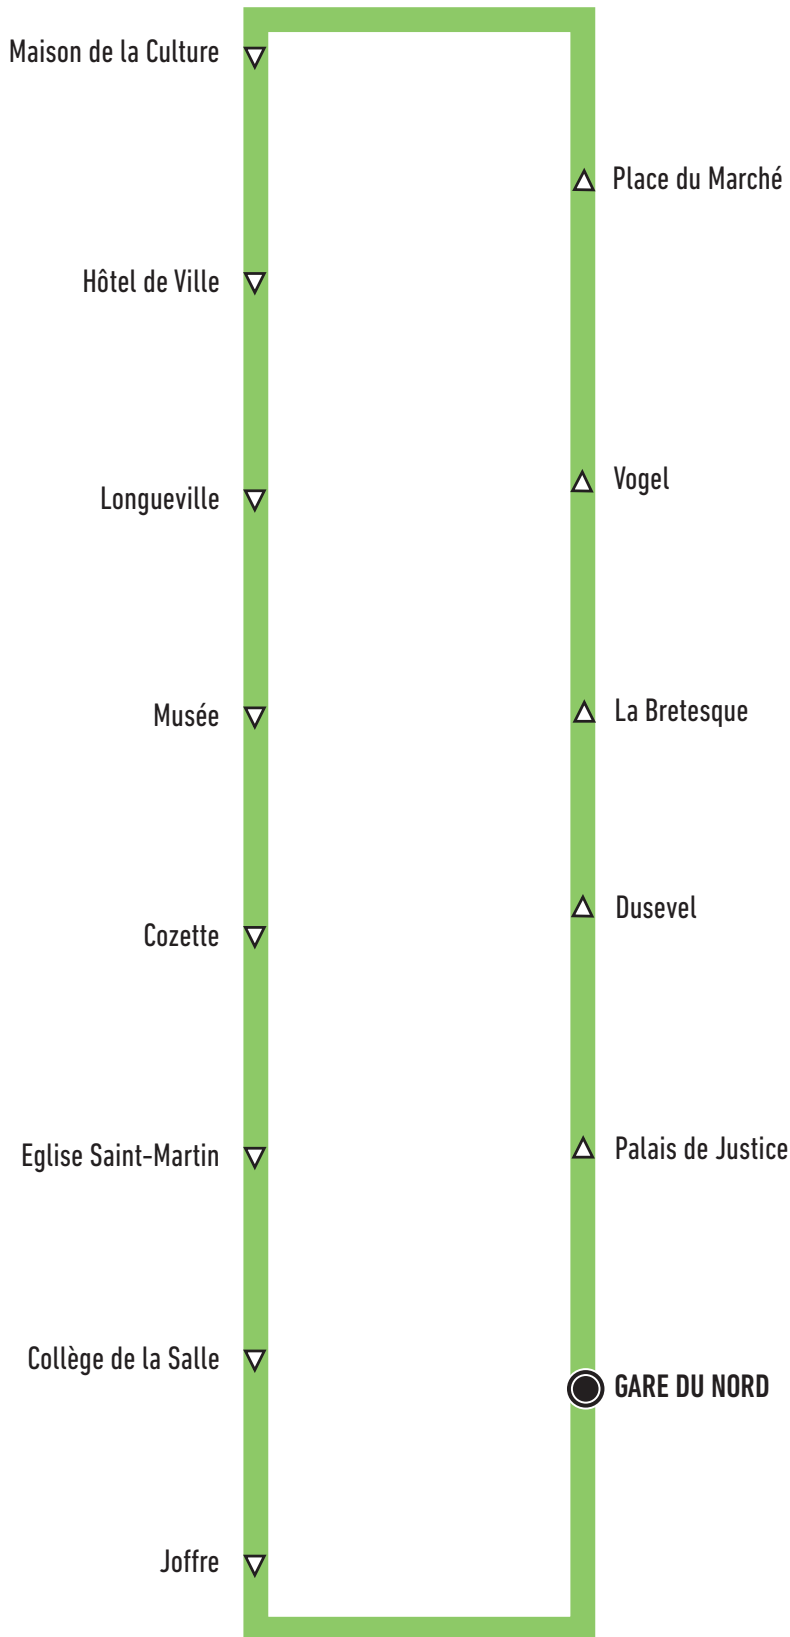 Maison de la Culture
Place du Marché
Hôtel de Ville
Vogel
Longueville
La Bretesque
Musée
Dusevel
Cozette
Palais de Justice
Eglise Saint-Martin
Collège de la Salle
GARE DU NORD
Joffre